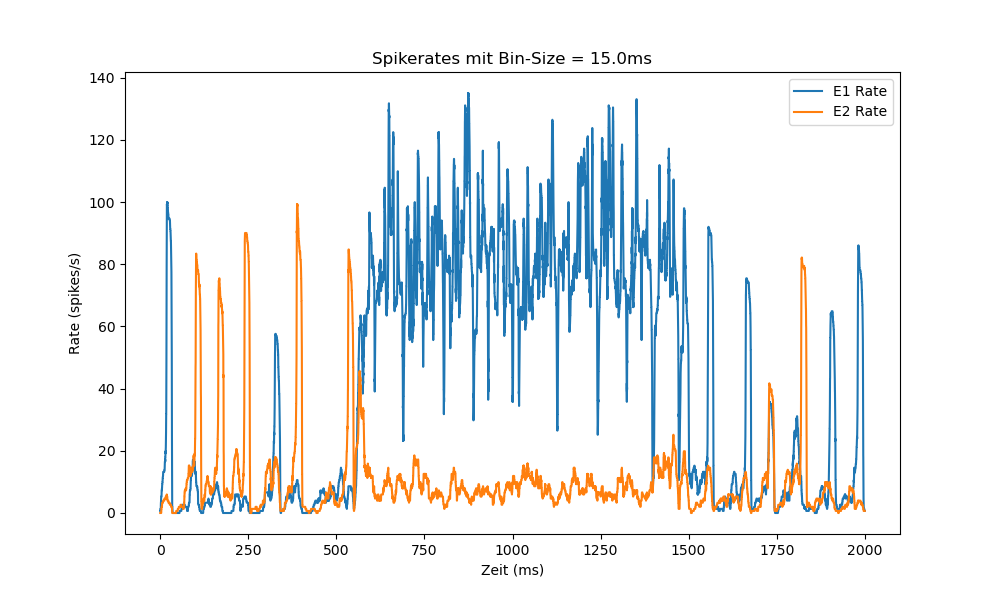 Spikerates mit Bin-Size = 15.0ms
E1 Rate
E2 Rate
140
120
100
80
60
40
20
0
Rate (spikes/s)
0 250 500 750 1000 1250 1500 1750 2000
Zeit (ms)